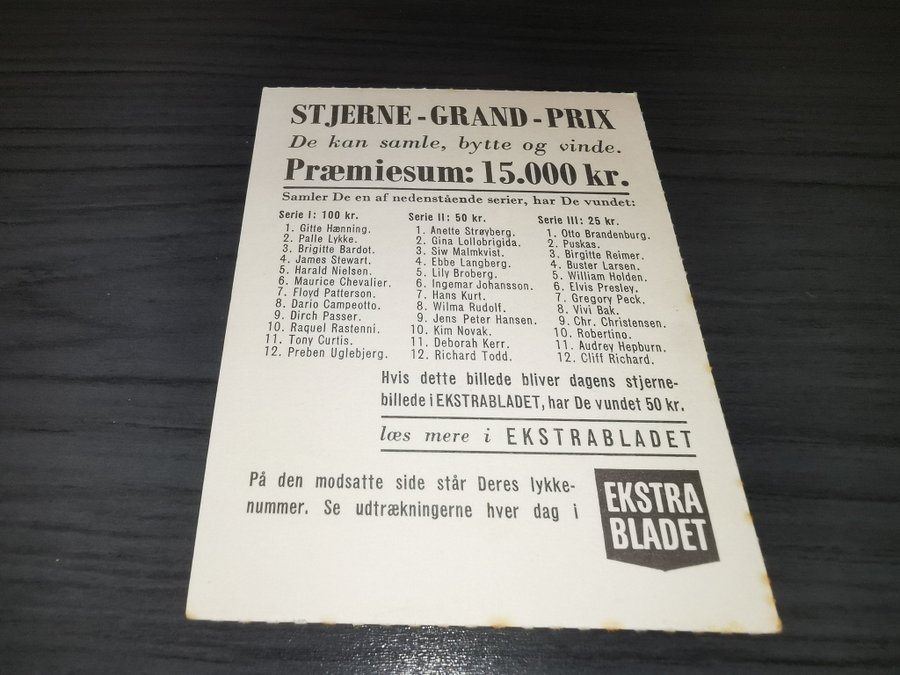 STJERNE-GRAND-PRIX
De kan samle, bytte og vinde.
Præmiesum: 15.000 kr.
Samler De en af nedenstående serier, har De vundet:
Serie I: 100 kr.
1. Gitte Hænning.
2. Palle Lykke.
3. Brigitte Bardot.
4. James Stewart.
5. Harald Nielsen.
6. Maurice Chevalier.
7. Floyd Patterson.
8. Dario Campeotto.
9. Dirch Passer.
10. Raquel Rastenni.
11. Tony Curtis.
12. Preben Uglebjerg.
Serie II: 50 kr.
1. Anette Strøyberg.
2. Gina Lollobrigida.
3. Siw Malmkvist.
4. Ebbe Langberg.
5. Lily Broberg.
6. Ingemar Johansson.
7. Hans Kurt.
8. Wilma Rudolf.
9. Jens Peter Hansen.
10. Kim Novak.
11. Deborah Kerr.
12. Richard Todd.
Serie III: 25 kr.
1. Otto Brandenburg.
2. Puskas.
3. Birgitte Reimer.
4. Buster Larsen.
5. William Holden.
6. Elvis Presley.
7. Gregory Peck.
8. Vivi Bak.
9. Chr. Christensen.
10. Robertino.
11. Audrey Hepburn.
12. Cliff Richard.
Hvis dette billede bliver dagens stjerne-
billede i EKSTRABLADET, har De vundet 50 kr.
læs mere i EKSTRABLADET
På den modsatte side står Deres lykke-
nummer. Se udtrækningerne hver dag i
EKSTRA
BLADET